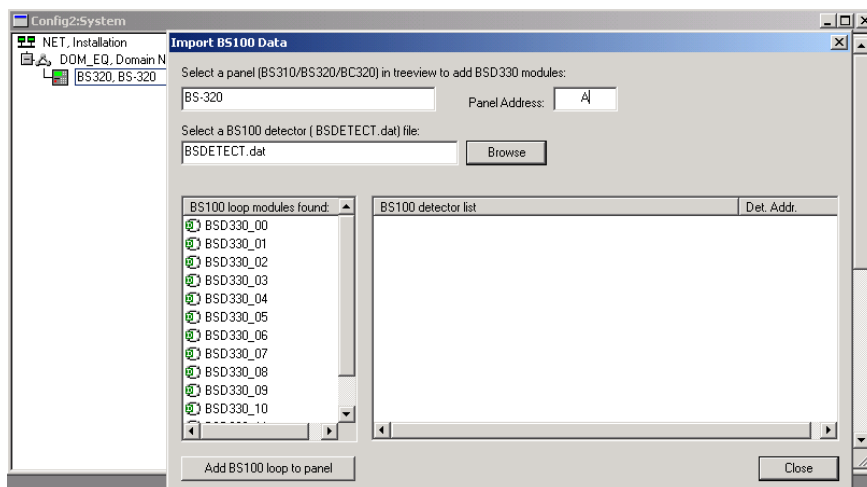 Config2:System
NET, Installation
DOM_EQ, Domain N
BS320, BS-320
Import BS100 Data
Select a panel (BS310/BS320/BC320) in treeview to add BSD330 modules:
BS-320
Panel Address:
A
Select a BS100 detector ( BSDETECT.dat) file:
BSDETECT.dat
Browse
BS100 loop modules found:
BS100 detector list
Det. Addr.
BSD330_00
BSD330_01
BSD330_02
BSD330_03
BSD330_04
BSD330_05
BSD330_06
BSD330_07
BSD330_08
BSD330_09
BSD330_10
Add BS100 loop to panel
Close